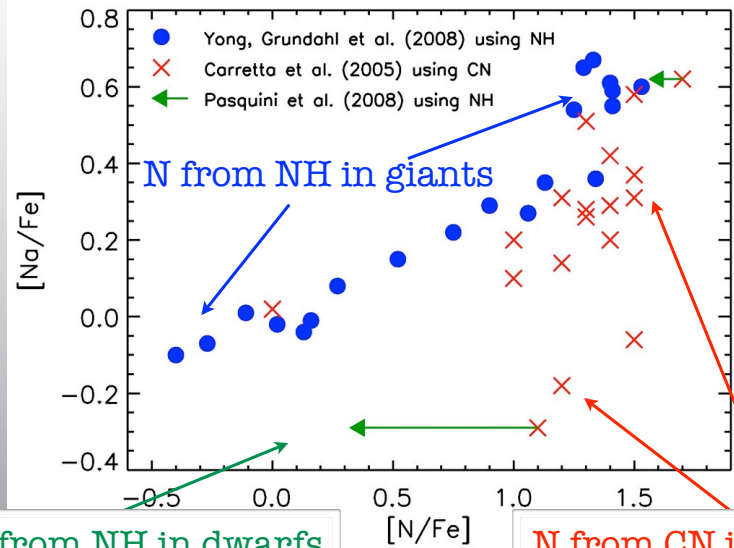 0.8
Yong, Grundahl et al. (2008) using NH
Carretta et al. (2005) using CN
Pasquini et al. (2008) using NH
0.6
N from NH in giants
0.4
[Na/Fe]
0.2
0.0
−0.2
−0.4
−0.5 0.0 0.5 1.0 1.5
[N/Fe]
from NH in dwarfs
N from CN i